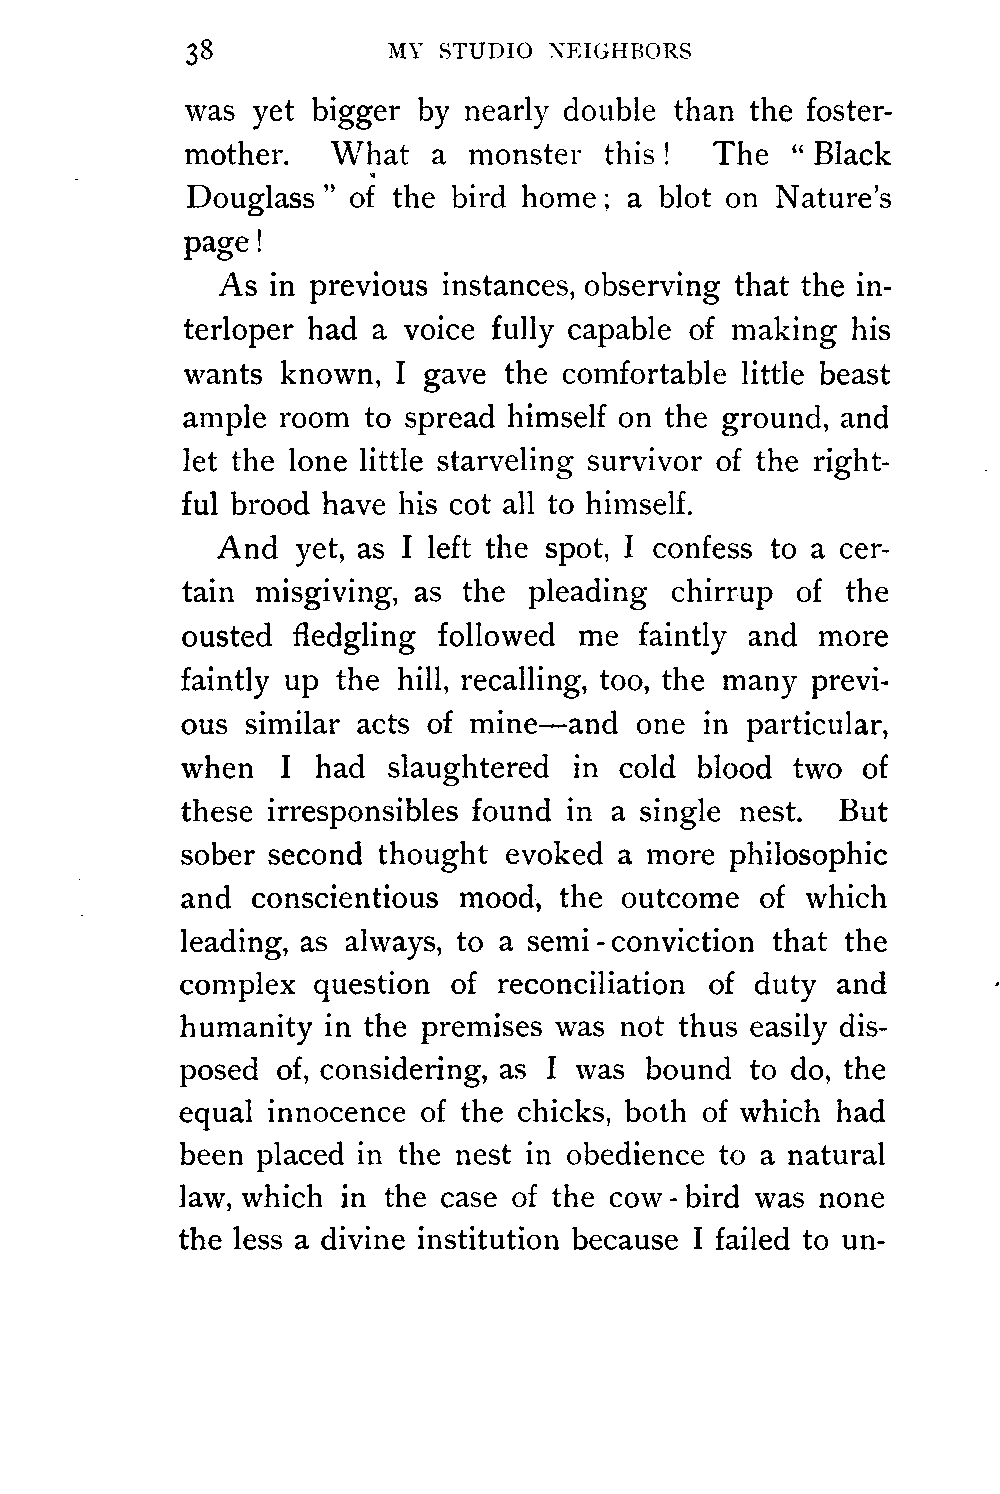 38 MY STUDIO NEIGHBORS
was yet bigger by nearly double than the foster-
mother. What a monster this! The "Black
Douglass" of the bird home; a blot on Nature's
page!
As in previous instances, observing that the in-
terloper had a voice fully capable of making his
wants known, I gave the comfortable little beast
ample room to spread himself on the ground, and
let the lone little starveling survivor of the right-
ful brood have his cot all to himself.
And yet, as I left the spot, I confess to a cer-
tain misgiving, as the pleading chirrup of the
ousted fledgling followed me faintly and more
faintly up the hill, recalling, too, the many previ-
ous similar acts of mine—and one in particular,
when I had slaughtered in cold blood two of
these irresponsibles found in a single nest. But
sober second thought evoked a more philosophic
and conscientious mood, the outcome of which
leading, as always, to a semi-conviction that the
complex question of reconciliation of duty and
humanity in the premises was not thus easily dis-
posed of, considering, as I was bound to do, the
equal innocence of the chicks, both of which had
been placed in the nest in obedience to a natural
law, which in the case of the cow-bird was none
the less a divine institution because I failed to un-